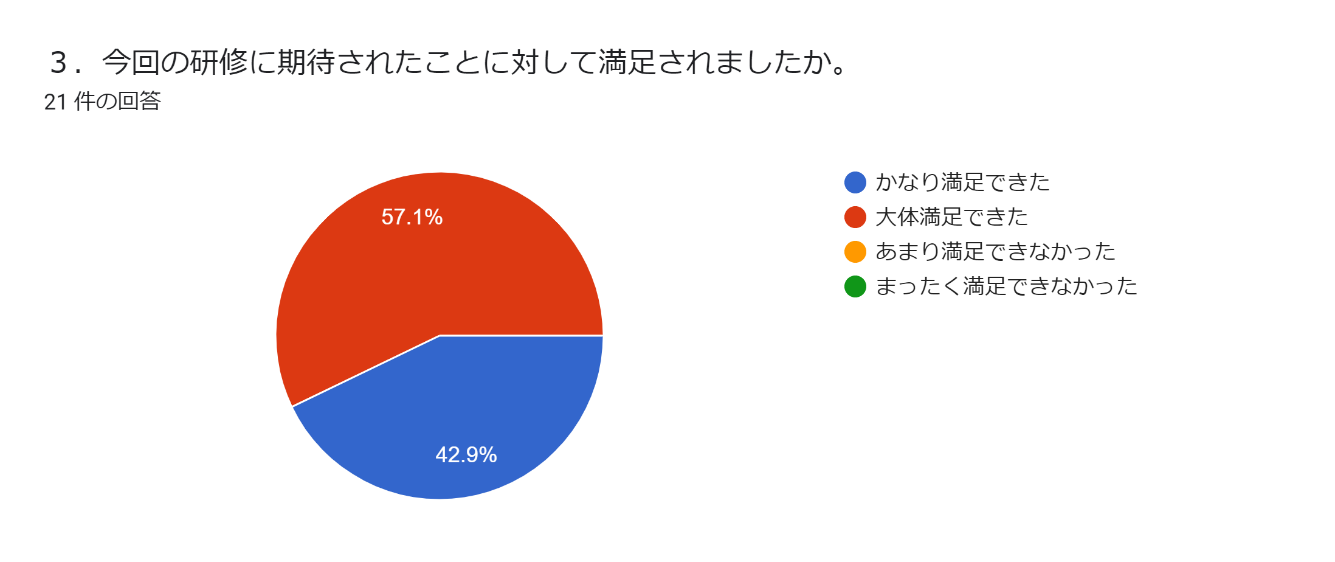 ３．今回の研修に期待されたことに対して満足されましたか。
21 件の回答
かなり満足できた
大体満足できた
あまり満足できなかった
まったく満足できなかった
57.1%
42.9%